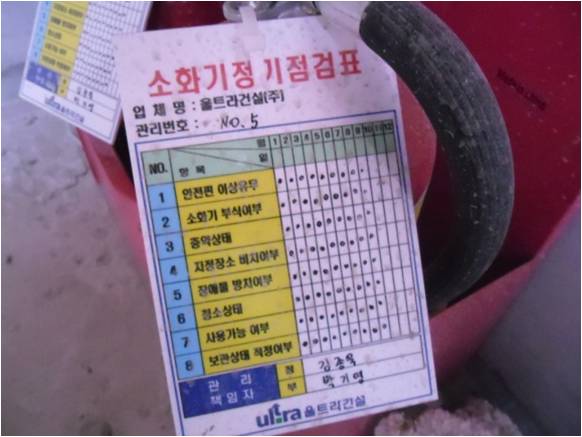 소화기정기점검표
업 체 명 : 울트라건설(주)
관리번호 : NO. 5
월 1 2 3 4 5 6 7 8 9 10 11 12
NO. 항목 일
1 안전핀 이상유무
2 소화기 부식여부
3 충약상태
4 지정장소 비치여부
5 장애물 방치여부
6 청소상태
7 사용가능 여부
8 보관상태 적정여부
관 리 책임자
정 김종옥
부 박기영
ultra 울트라건설